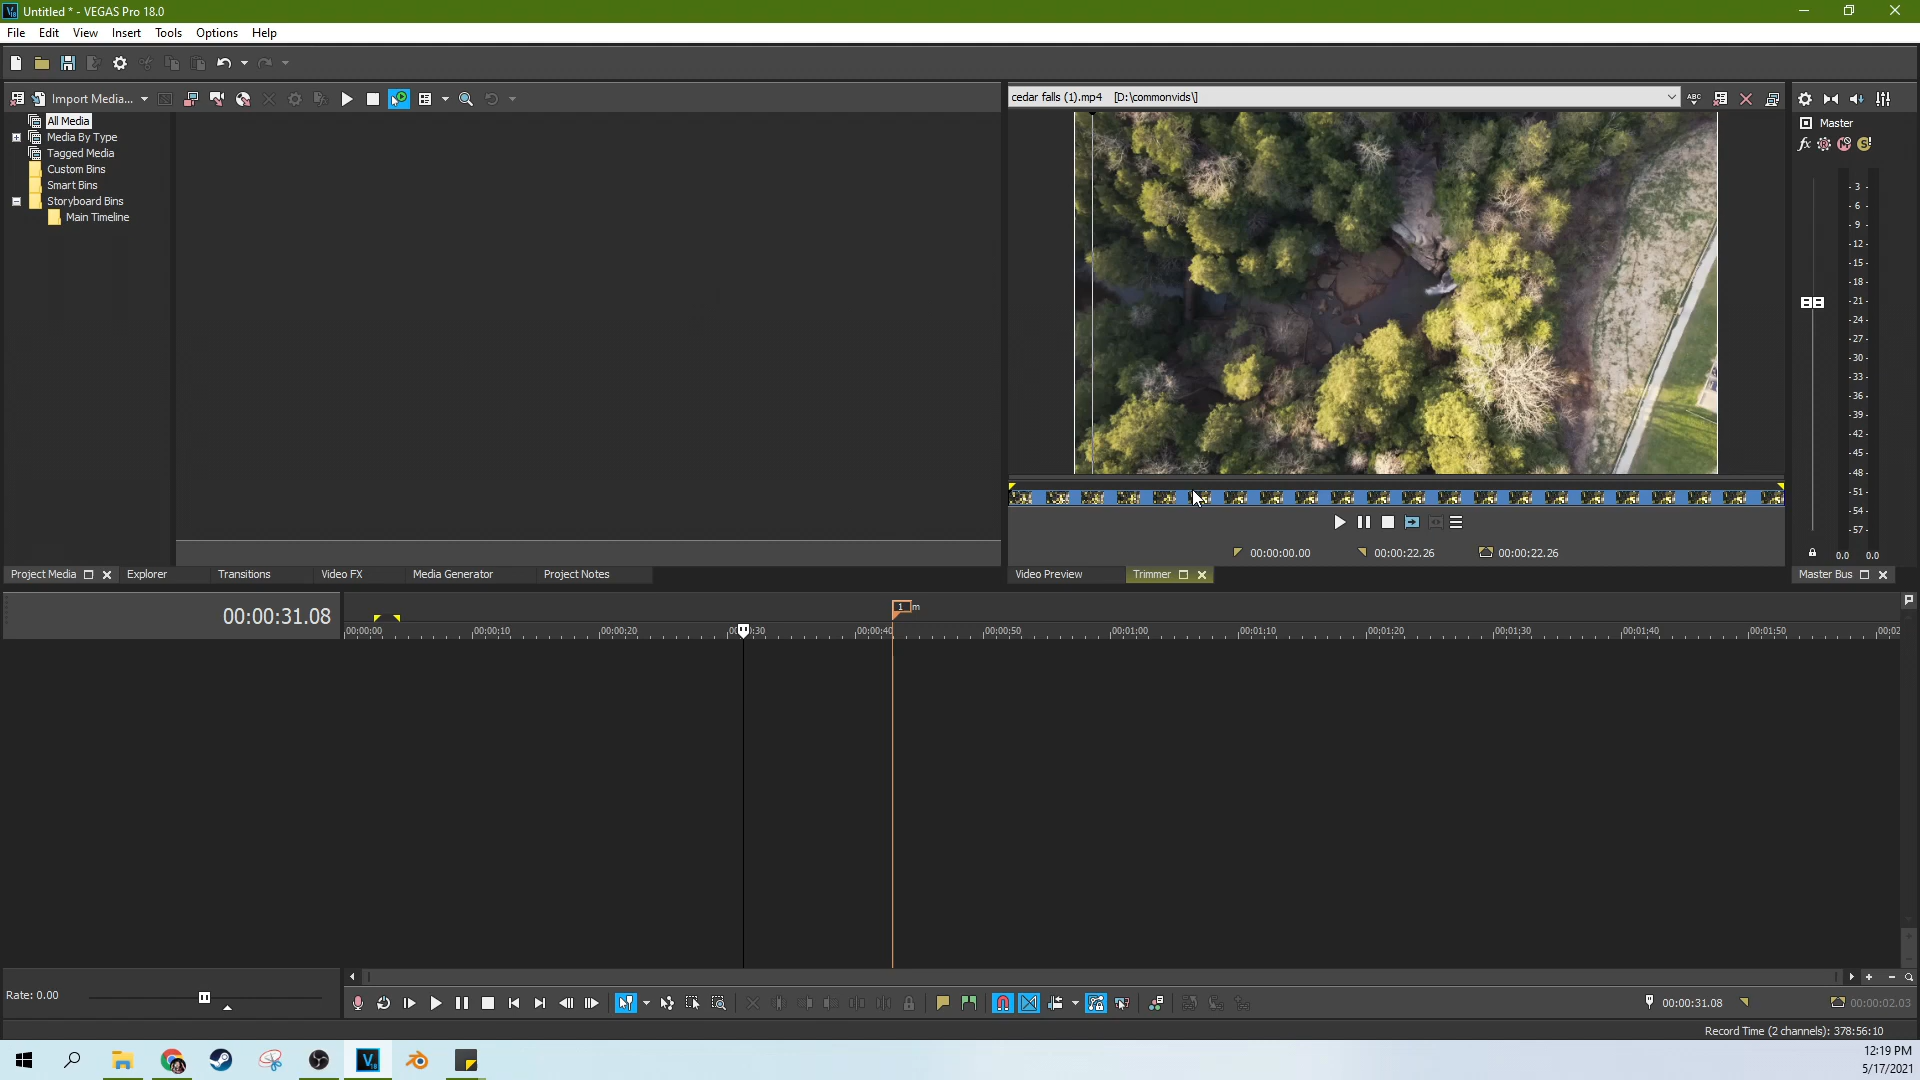 Untitled * - VEGAS Pro 18.0
File Edit View Insert Tools Options Help
Import Media...
All Media
Media By Type
Tagged Media
Custom Bins
Smart Bins
Storyboard Bins
Main Timeline
cedar falls (1).mp4 [D:\commonvids\]
ABC
Master
fx
- 3 -
- 6 -
- 9 -
- 12 -
- 15 -
- 18 -
- 21 -
- 24 -
- 27 -
- 30 -
- 33 -
- 36 -
- 39 -
- 42 -
- 45 -
- 48 -
- 51 -
- 54 -
- 57 -
0.0 0.0
00:00:00.00 00:00:22.26 00:00:22.26
Project Media Explorer Transitions Video FX Media Generator Project Notes
Video Preview Trimmer Master Bus
00:00:31.08
1 m
00:00:00 00:00:10 00:00:20 00:00:40 00:00:50 00:01:00 00:01:10 00:01:20 00:01:30 00:01:40 00:01:50
Rate: 0.00
00:00:31.08 00:00:02.03
Record Time (2 channels): 378:56:10
12:19 PM
5/17/2021